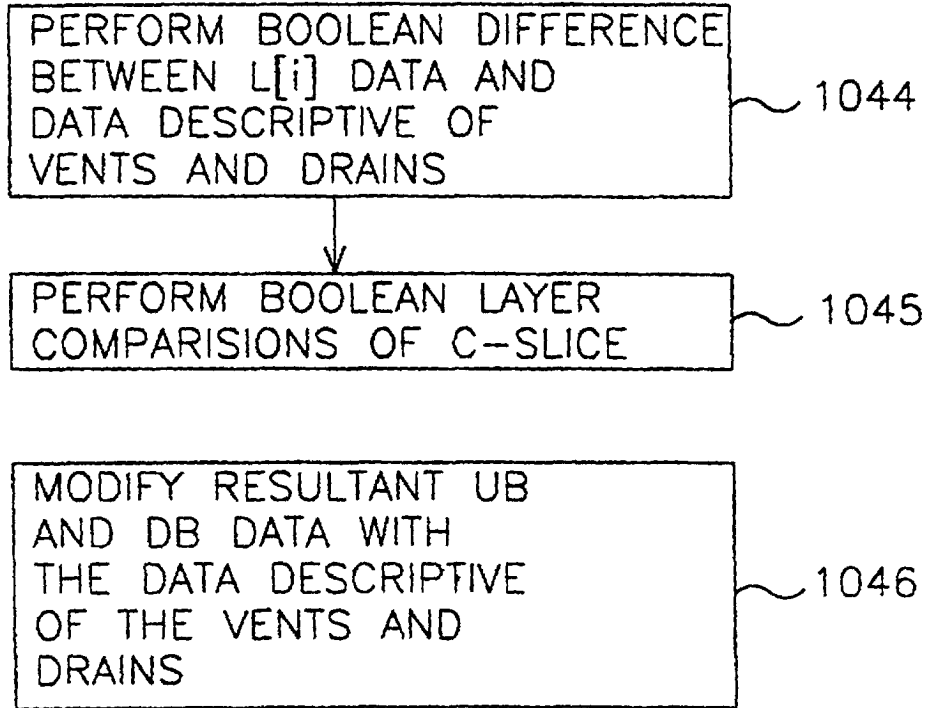 PERFORM BOOLEAN DIFFERENCE
BETWEEN L[i] DATA AND
DATA DESCRIPTIVE OF
VENTS AND DRAINS
1044
PERFORM BOOLEAN LAYER
COMPARISIONS OF C-SLICE
1045
MODIFY RESULTANT UB
AND DB DATA WITH
THE DATA DESCRIPTIVE
OF THE VENTS AND
DRAINS
1046